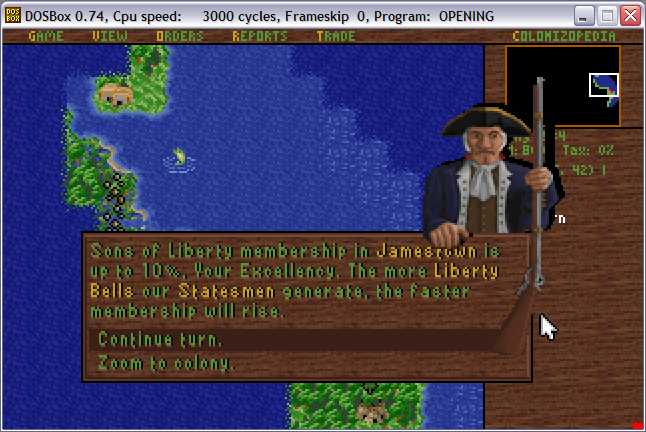 DOSBox 0.74, Cpu speed: 3000 cycles, Frameskip 0, Program: OPENING
GAME VIEW ORDERS REPORTS TRADE COLONIZOPEDIA
Tax: 0%
42)
Sons of Liberty membership in Jamestown is
up to 10%, Your Excellency. The more Liberty
Bells our Statesmen generate, the faster
membership will rise.
Continue turn.
Zoom to colony.